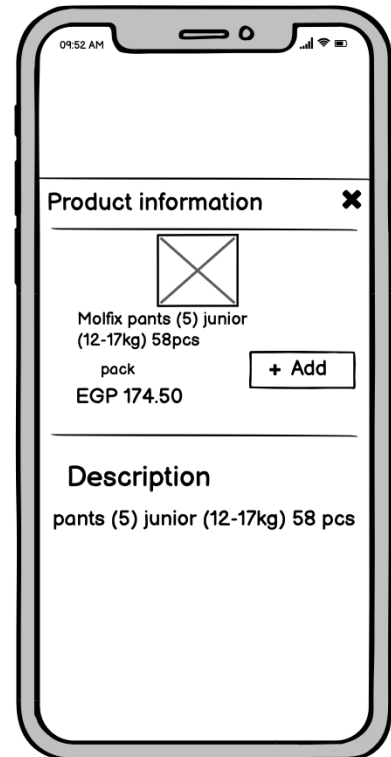 09:52 AM
Product information
Molfix pants (5) junior
(12-17kg) 58pcs
pack
+ Add
EGP 174.50
Description
pants (5) junior (12-17kg) 58 pcs